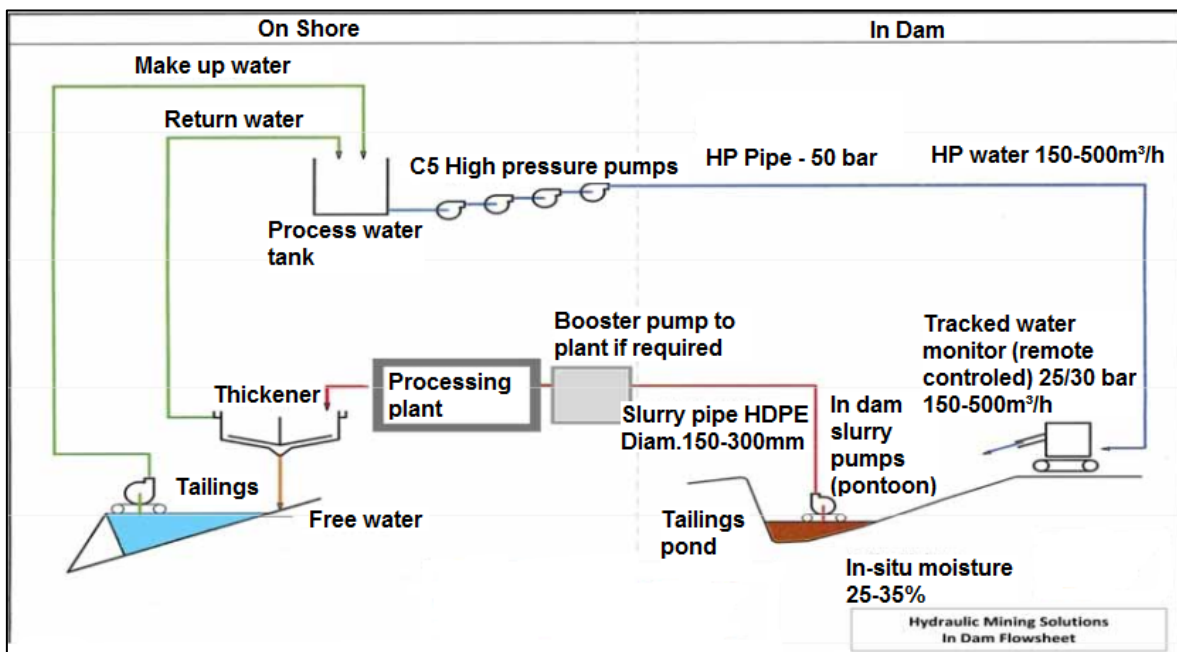 On Shore
In Dam
Make up water
Return water
C5 High pressure pumps
HP Pipe - 50 bar
HP water 150-500m³/h
Process water
tank
Booster pump to
plant if required
Tracked water
monitor (remote
controled) 25/30 bar
150-500m³/h
Thickener
Processing
plant
Slurry pipe HDPE
Diam.150-300mm
In dam
slurry
pumps
(pontoon)
Tailings
Free water
Tailings
pond
In-situ moisture
25-35%
Hydraulic Mining Solutions
In Dam Flowsheet